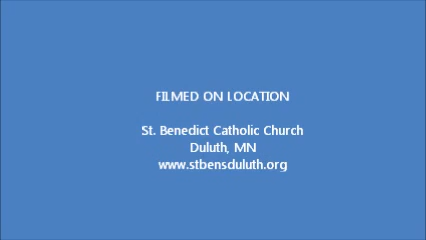 FILMED ON LOCATION
St. Benedict Catholic Church
Duluth, MN
www.stbensduluth.org